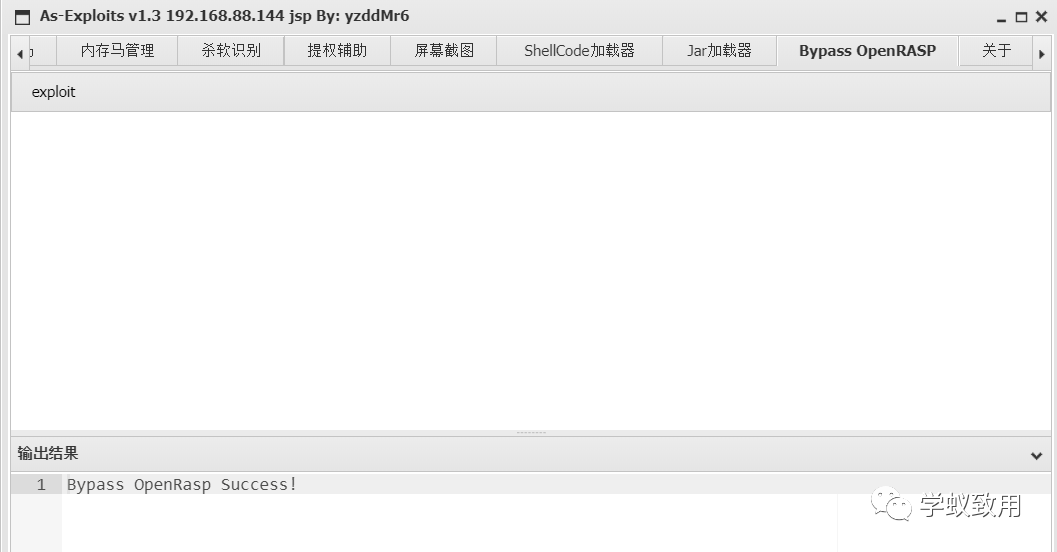 As-Exploits v1.3 192.168.88.144 jsp By: yzddMr6
内存马管理 杀软识别 提权辅助 屏幕截图 ShellCode加载器 Jar加载器 Bypass OpenRASP 关于
exploit
输出结果
1 Bypass OpenRasp Success!
学蚁致用